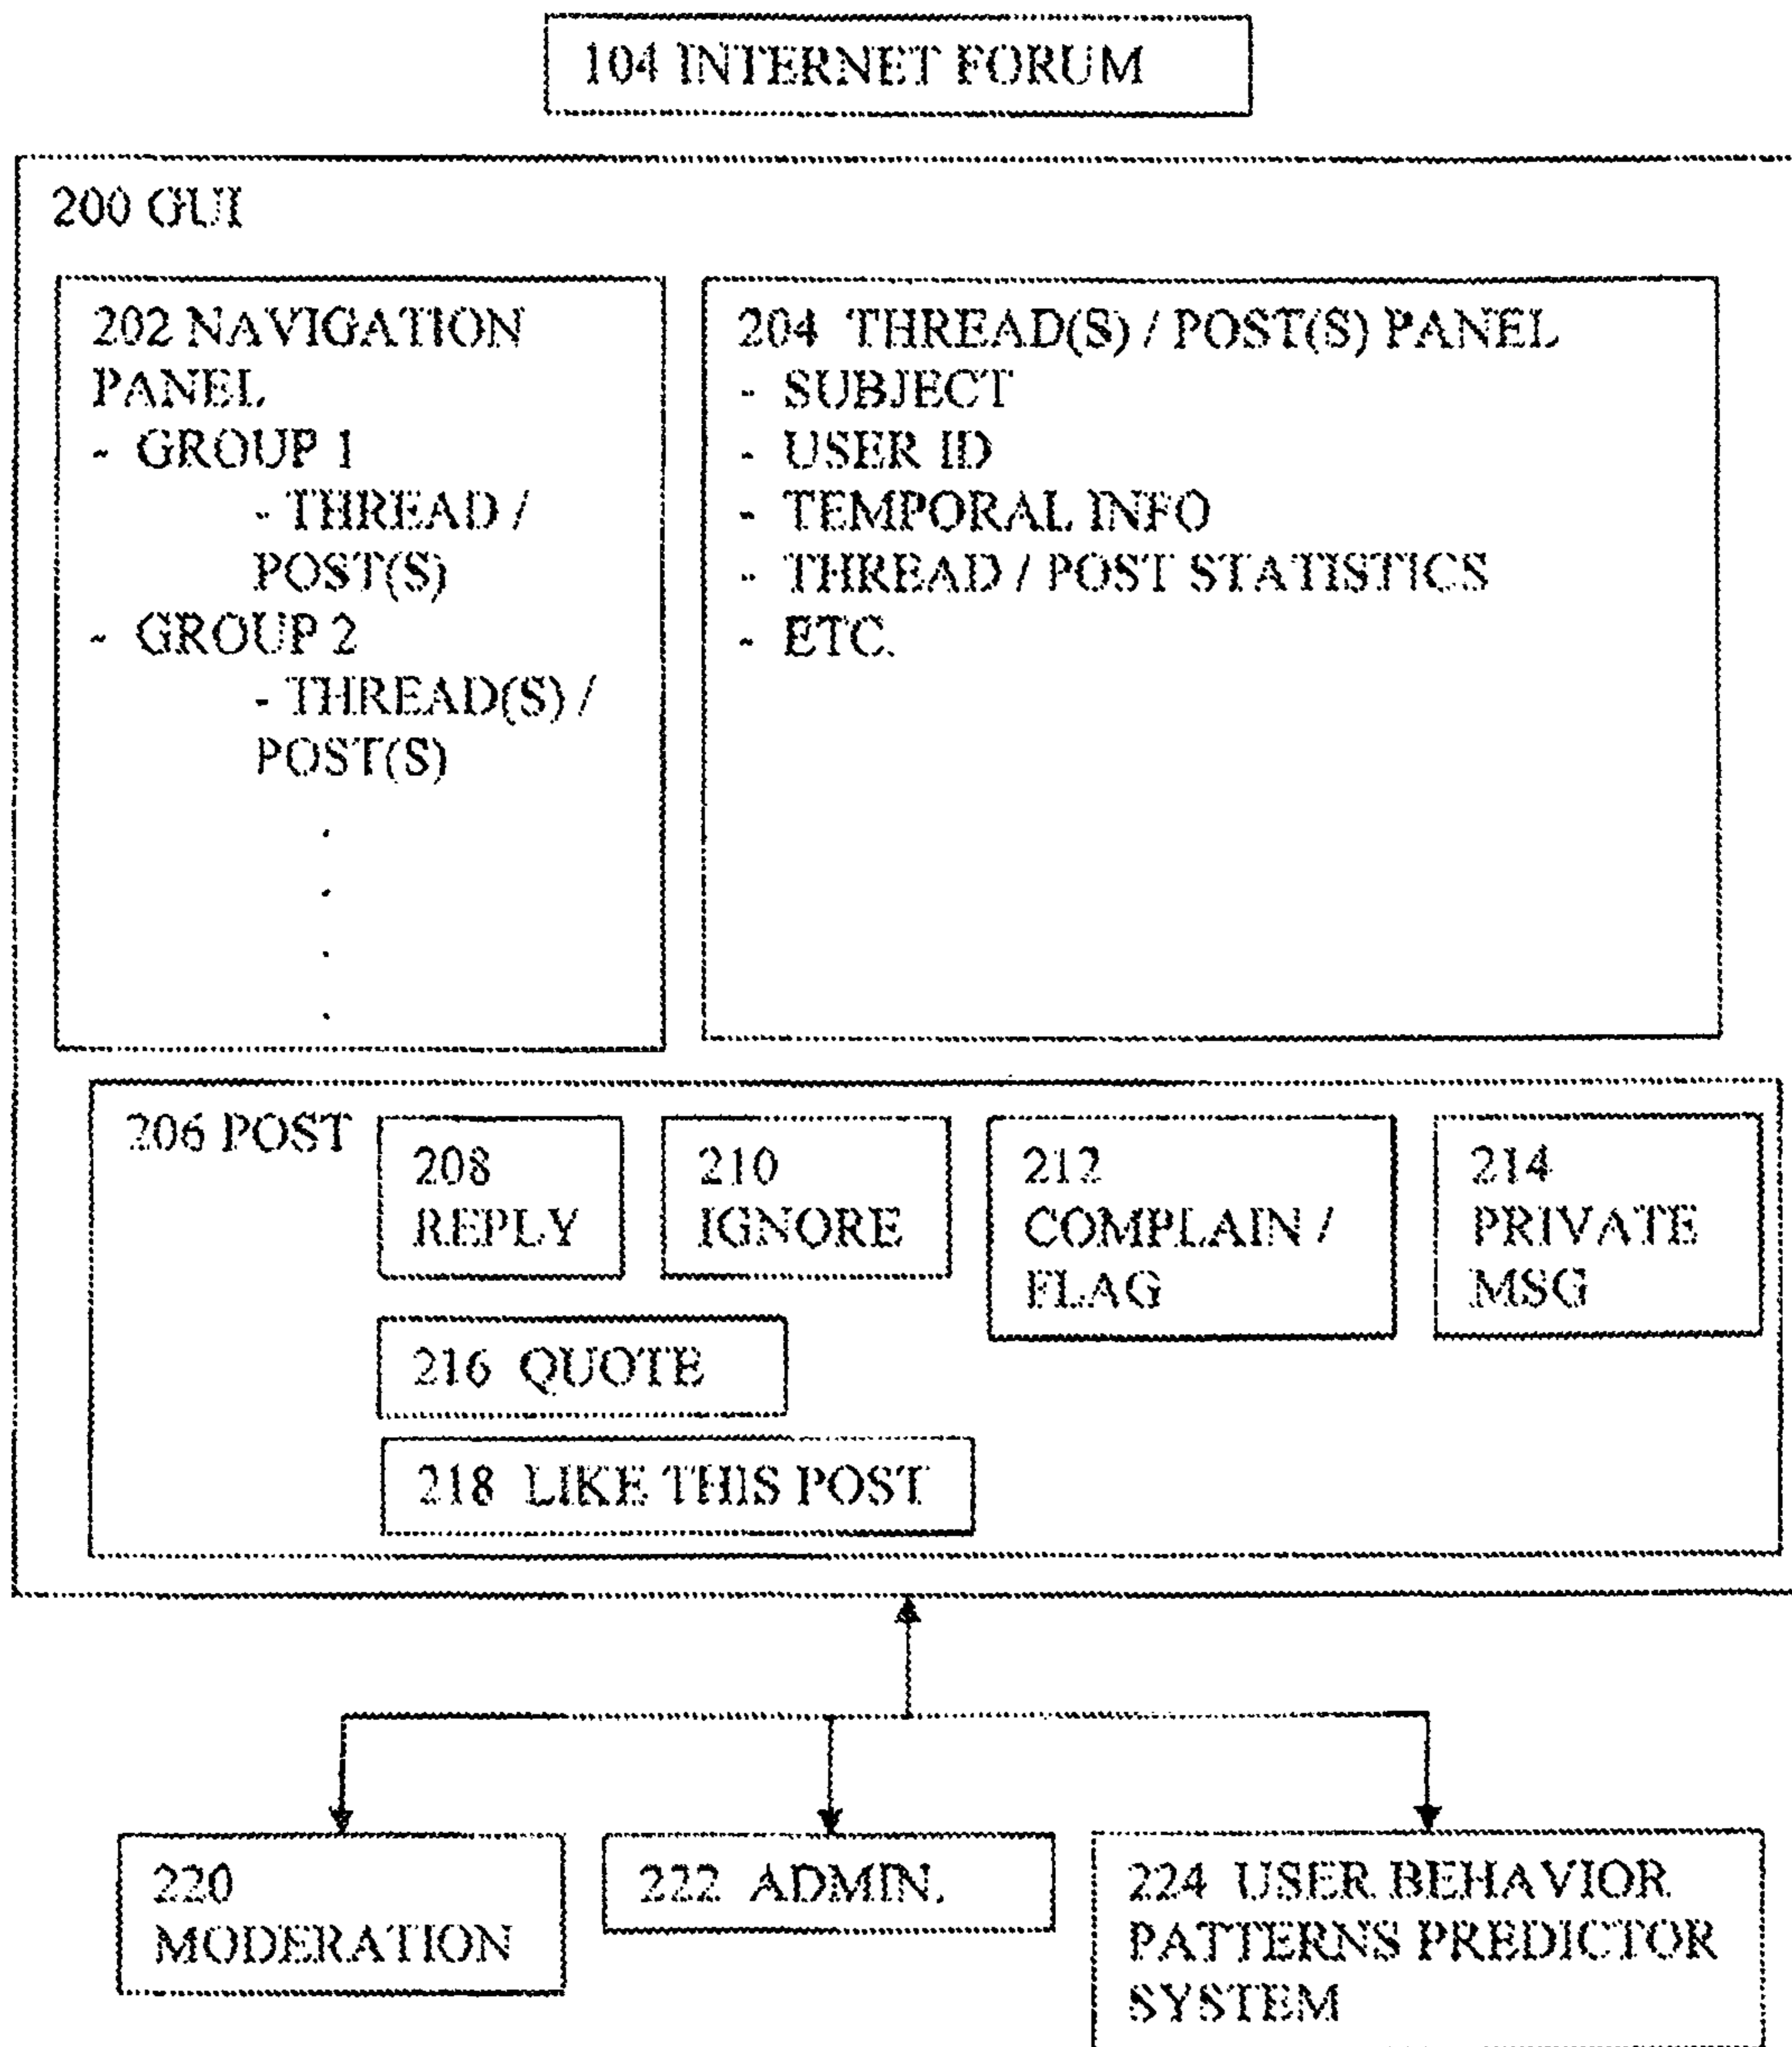 104 INTERNET FORUM
200 GUI
202 NAVIGATION
PANEL
- GROUP 1
- THREAD /
POST(S)
- GROUP 2
- THREAD(S) /
POST(S)
.
.
.
.
204 THREAD(S) / POST(S) PANEL
- SUBJECT
- USER ID
- TEMPORAL INFO
- THREAD / POST STATISTICS
- ETC.
206 POST
208
REPLY
210
IGNORE
212
COMPLAIN /
FLAG
214
PRIVATE
MSG
216 QUOTE
218 LIKE THIS POST
220
MODERATION
222 ADMIN.
224 USER BEHAVIOR
PATTERNS PREDICTOR
SYSTEM